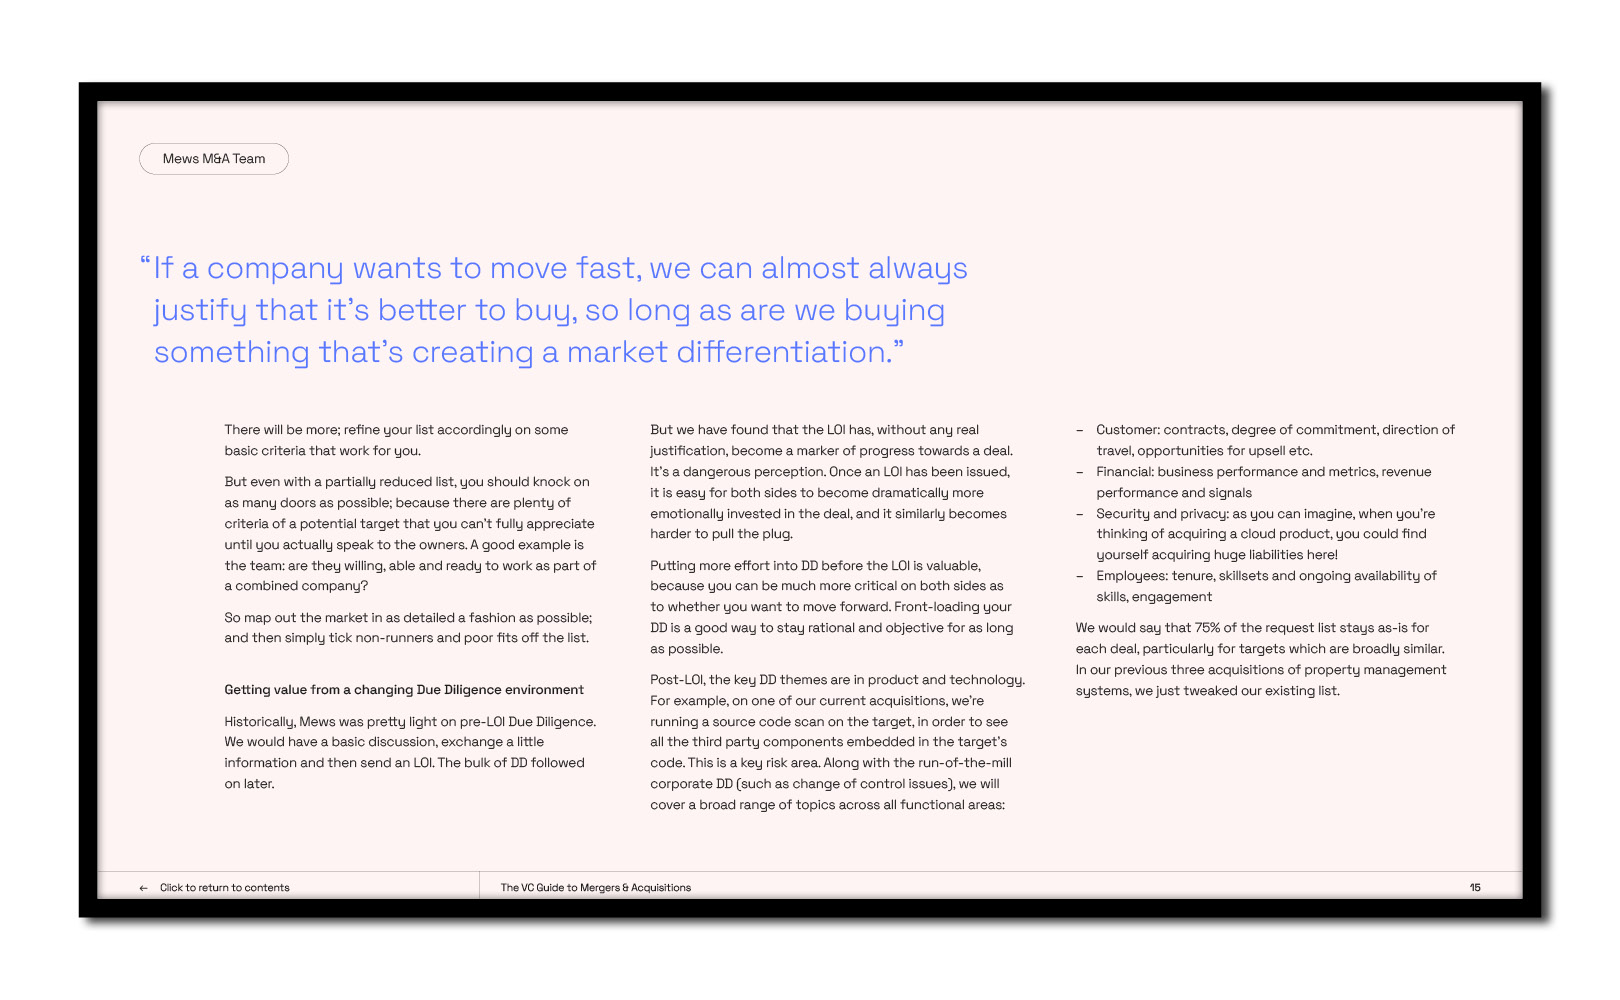 Mews M&A Team
“If a company wants to move fast, we can almost always
justify that it’s better to buy, so long as are we buying
something that’s creating a market differentiation.”
There will be more; refine your list accordingly on some
basic criteria that work for you.
But even with a partially reduced list, you should knock on
as many doors as possible; because there are plenty of
criteria of a potential target that you can’t fully appreciate
until you actually speak to the owners. A good example is
the team: are they willing, able and ready to work as part of
a combined company?
So map out the market in as detailed a fashion as possible;
and then simply tick non-runners and poor fits off the list.
Getting value from a changing Due Diligence environment
Historically, Mews was pretty light on pre-LOI Due Diligence.
We would have a basic discussion, exchange a little
information and then send an LOI. The bulk of DD followed
on later.
But we have found that the LOI has, without any real
justification, become a marker of progress towards a deal.
It’s a dangerous perception. Once an LOI has been issued,
it is easy for both sides to become dramatically more
emotionally invested in the deal, and it similarly becomes
harder to pull the plug.
Putting more effort into DD before the LOI is valuable,
because you can be much more critical on both sides as
to whether you want to move forward. Front-loading your
DD is a good way to stay rational and objective for as long
as possible.
Post-LOI, the key DD themes are in product and technology.
For example, on one of our current acquisitions, we’re
running a source code scan on the target, in order to see
all the third party components embedded in the target’s
code. This is a key risk area. Along with the run-of-the-mill
corporate DD (such as change of control issues), we will
cover a broad range of topics across all functional areas:
– Customer: contracts, degree of commitment, direction of
travel, opportunities for upsell etc.
– Financial: business performance and metrics, revenue
performance and signals
– Security and privacy: as you can imagine, when you’re
thinking of acquiring a cloud product, you could find
yourself acquiring huge liabilities here!
– Employees: tenure, skillsets and ongoing availability of
skills, engagement
We would say that 75% of the request list stays as-is for
each deal, particularly for targets which are broadly similar.
In our previous three acquisitions of property management
systems, we just tweaked our existing list.
← Click to return to contents
The VC Guide to Mergers & Acquisitions
15